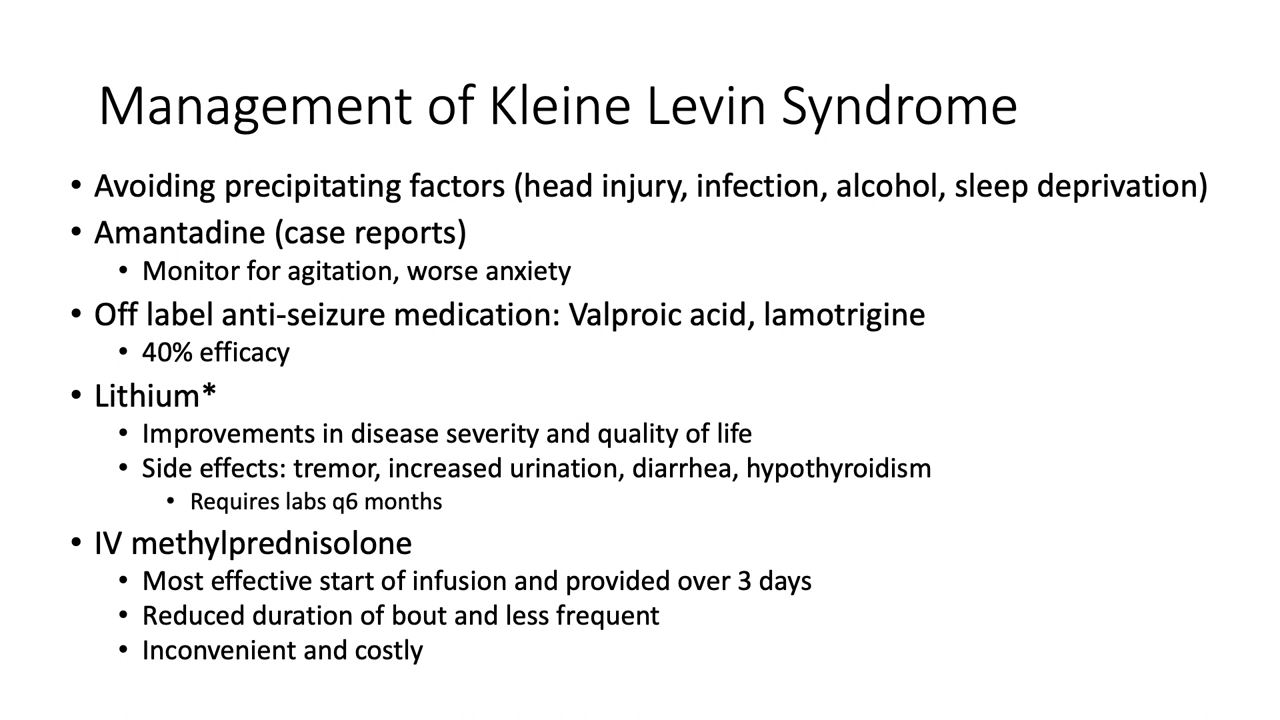 Management of Kleine Levin Syndrome
• Avoiding precipitating factors (head injury, infection, alcohol, sleep deprivation)
• Amantadine (case reports)
• Monitor for agitation, worse anxiety
• Off label anti-seizure medication: Valproic acid, lamotrigine
• 40% efficacy
• Lithium*
• Improvements in disease severity and quality of life
• Side effects: tremor, increased urination, diarrhea, hypothyroidism
• Requires labs q6 months
• IV methylprednisolone
• Most effective start of infusion and provided over 3 days
• Reduced duration of bout and less frequent
• Inconvenient and costly